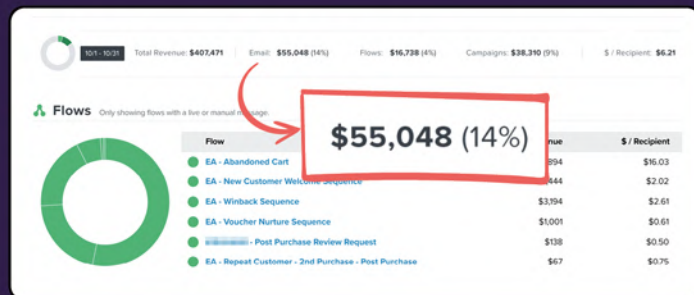 10/1 - 10/31 Total Revenue: $407,471 Email: $55,048 (14%) Flows: $16,738 (4%) Campaigns: $38,310 (9%) $ / Recipient: $6.21
Flows Only showing flows with a live or manual message.
$55,048 (14%)
Flow nue $ / Recipient
EA - Abandoned Cart 894 $16.03
EA - New Customer Welcome Sequence ,444 $2.02
EA - Winback Sequence $3,194 $2.61
EA - Voucher Nurture Sequence $1,001 $0.61
- Post Purchase Review Request $138 $0.50
EA - Repeat Customer - 2nd Purchase - Post Purchase $67 $0.75